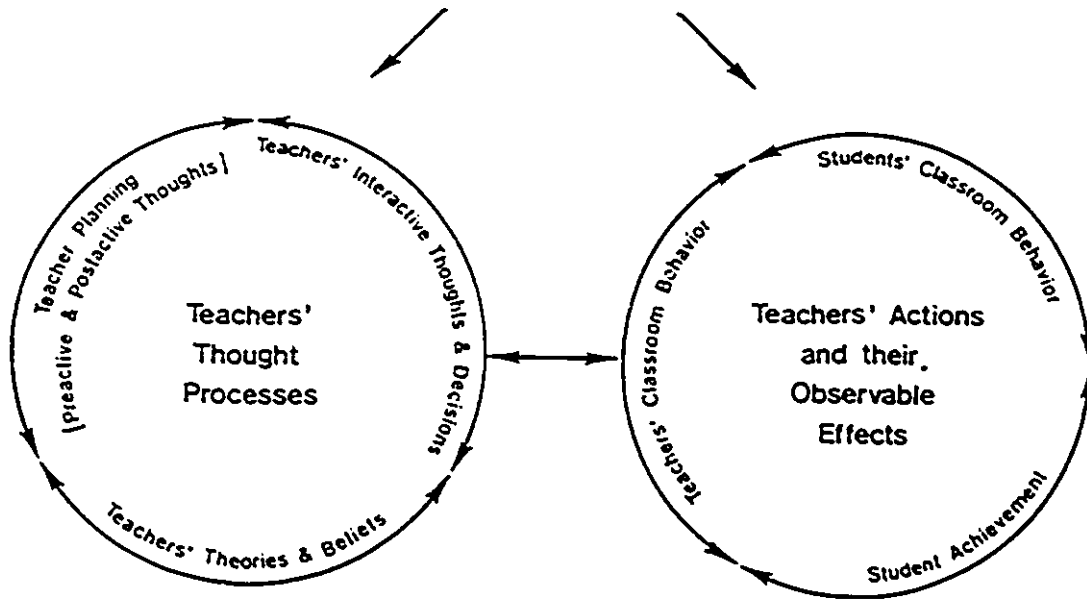 Teacher Planning
[Preactive & Postactive Thoughts]
Teachers' Interactive Thoughts & Decisions
Teachers' Theories & Beliefs
Teachers'
Thought
Processes
Students' Classroom Behavior
Teachers' Classroom Behavior
Student Achievement
Teachers' Actions
and their.
Observable
Effects